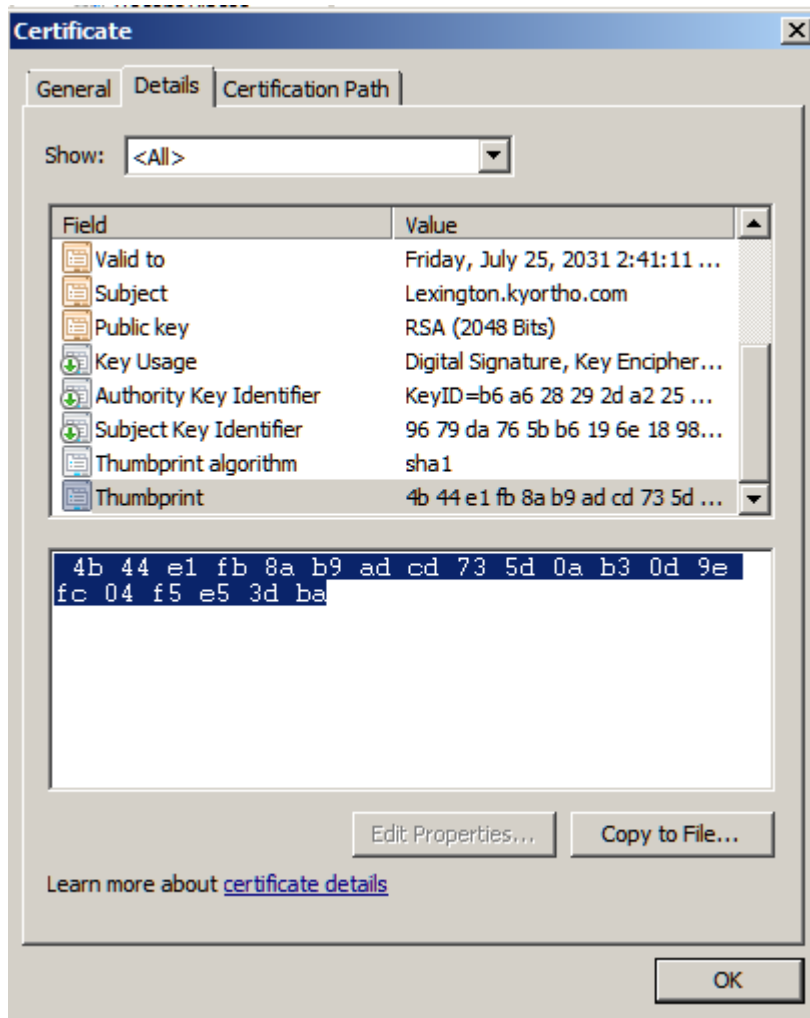 Certificate
General Details Certification Path
Show: <All>
Field Value
Valid to Friday, July 25, 2031 2:41:11 ...
Subject Lexington.kyortho.com
Public key RSA (2048 Bits)
Key Usage Digital Signature, Key Encipher...
Authority Key Identifier KeyID=b6 a6 28 29 2d a2 25 ...
Subject Key Identifier 96 79 da 76 5b b6 19 6e 18 98...
Thumbprint algorithm sha1
Thumbprint 4b 44 e1 fb 8a b9 ad cd 73 5d ...
4b 44 e1 fb 8a b9 ad cd 73 5d 0a b3 0d 9e
fc 04 f5 e5 3d ba
Edit Properties... Copy to File...
Learn more about certificate details
OK